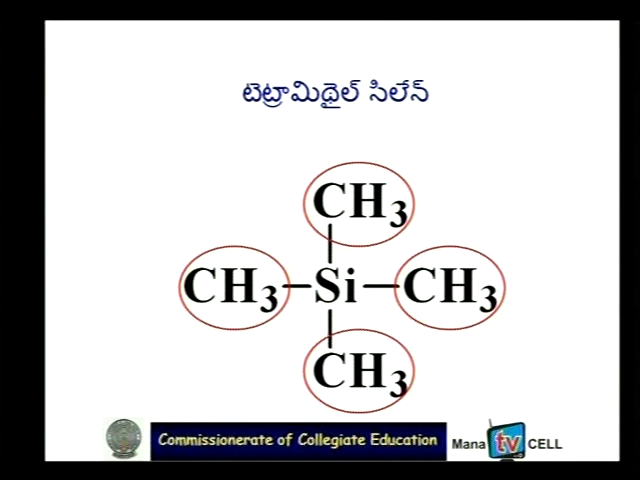 టెట్రామిథైల్ సిలేన్
CH3
CH3 Si CH3
CH3
Commissionerate of Collegiate Education
Mana tv CELL